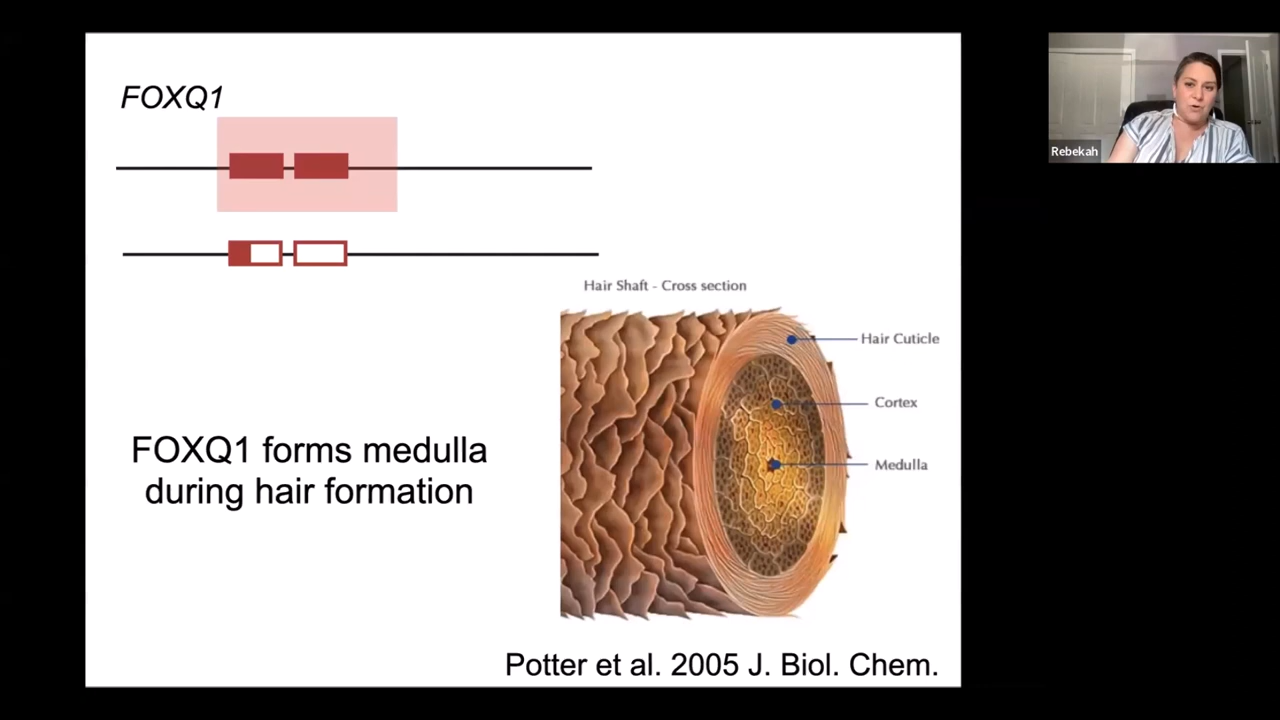 FOXQ1
Rebekah
Hair Shaft - Cross section
Hair Cuticle
Cortex
FOXQ1 forms medulla
during hair formation
Medulla
Potter et al. 2005 J. Biol. Chem.